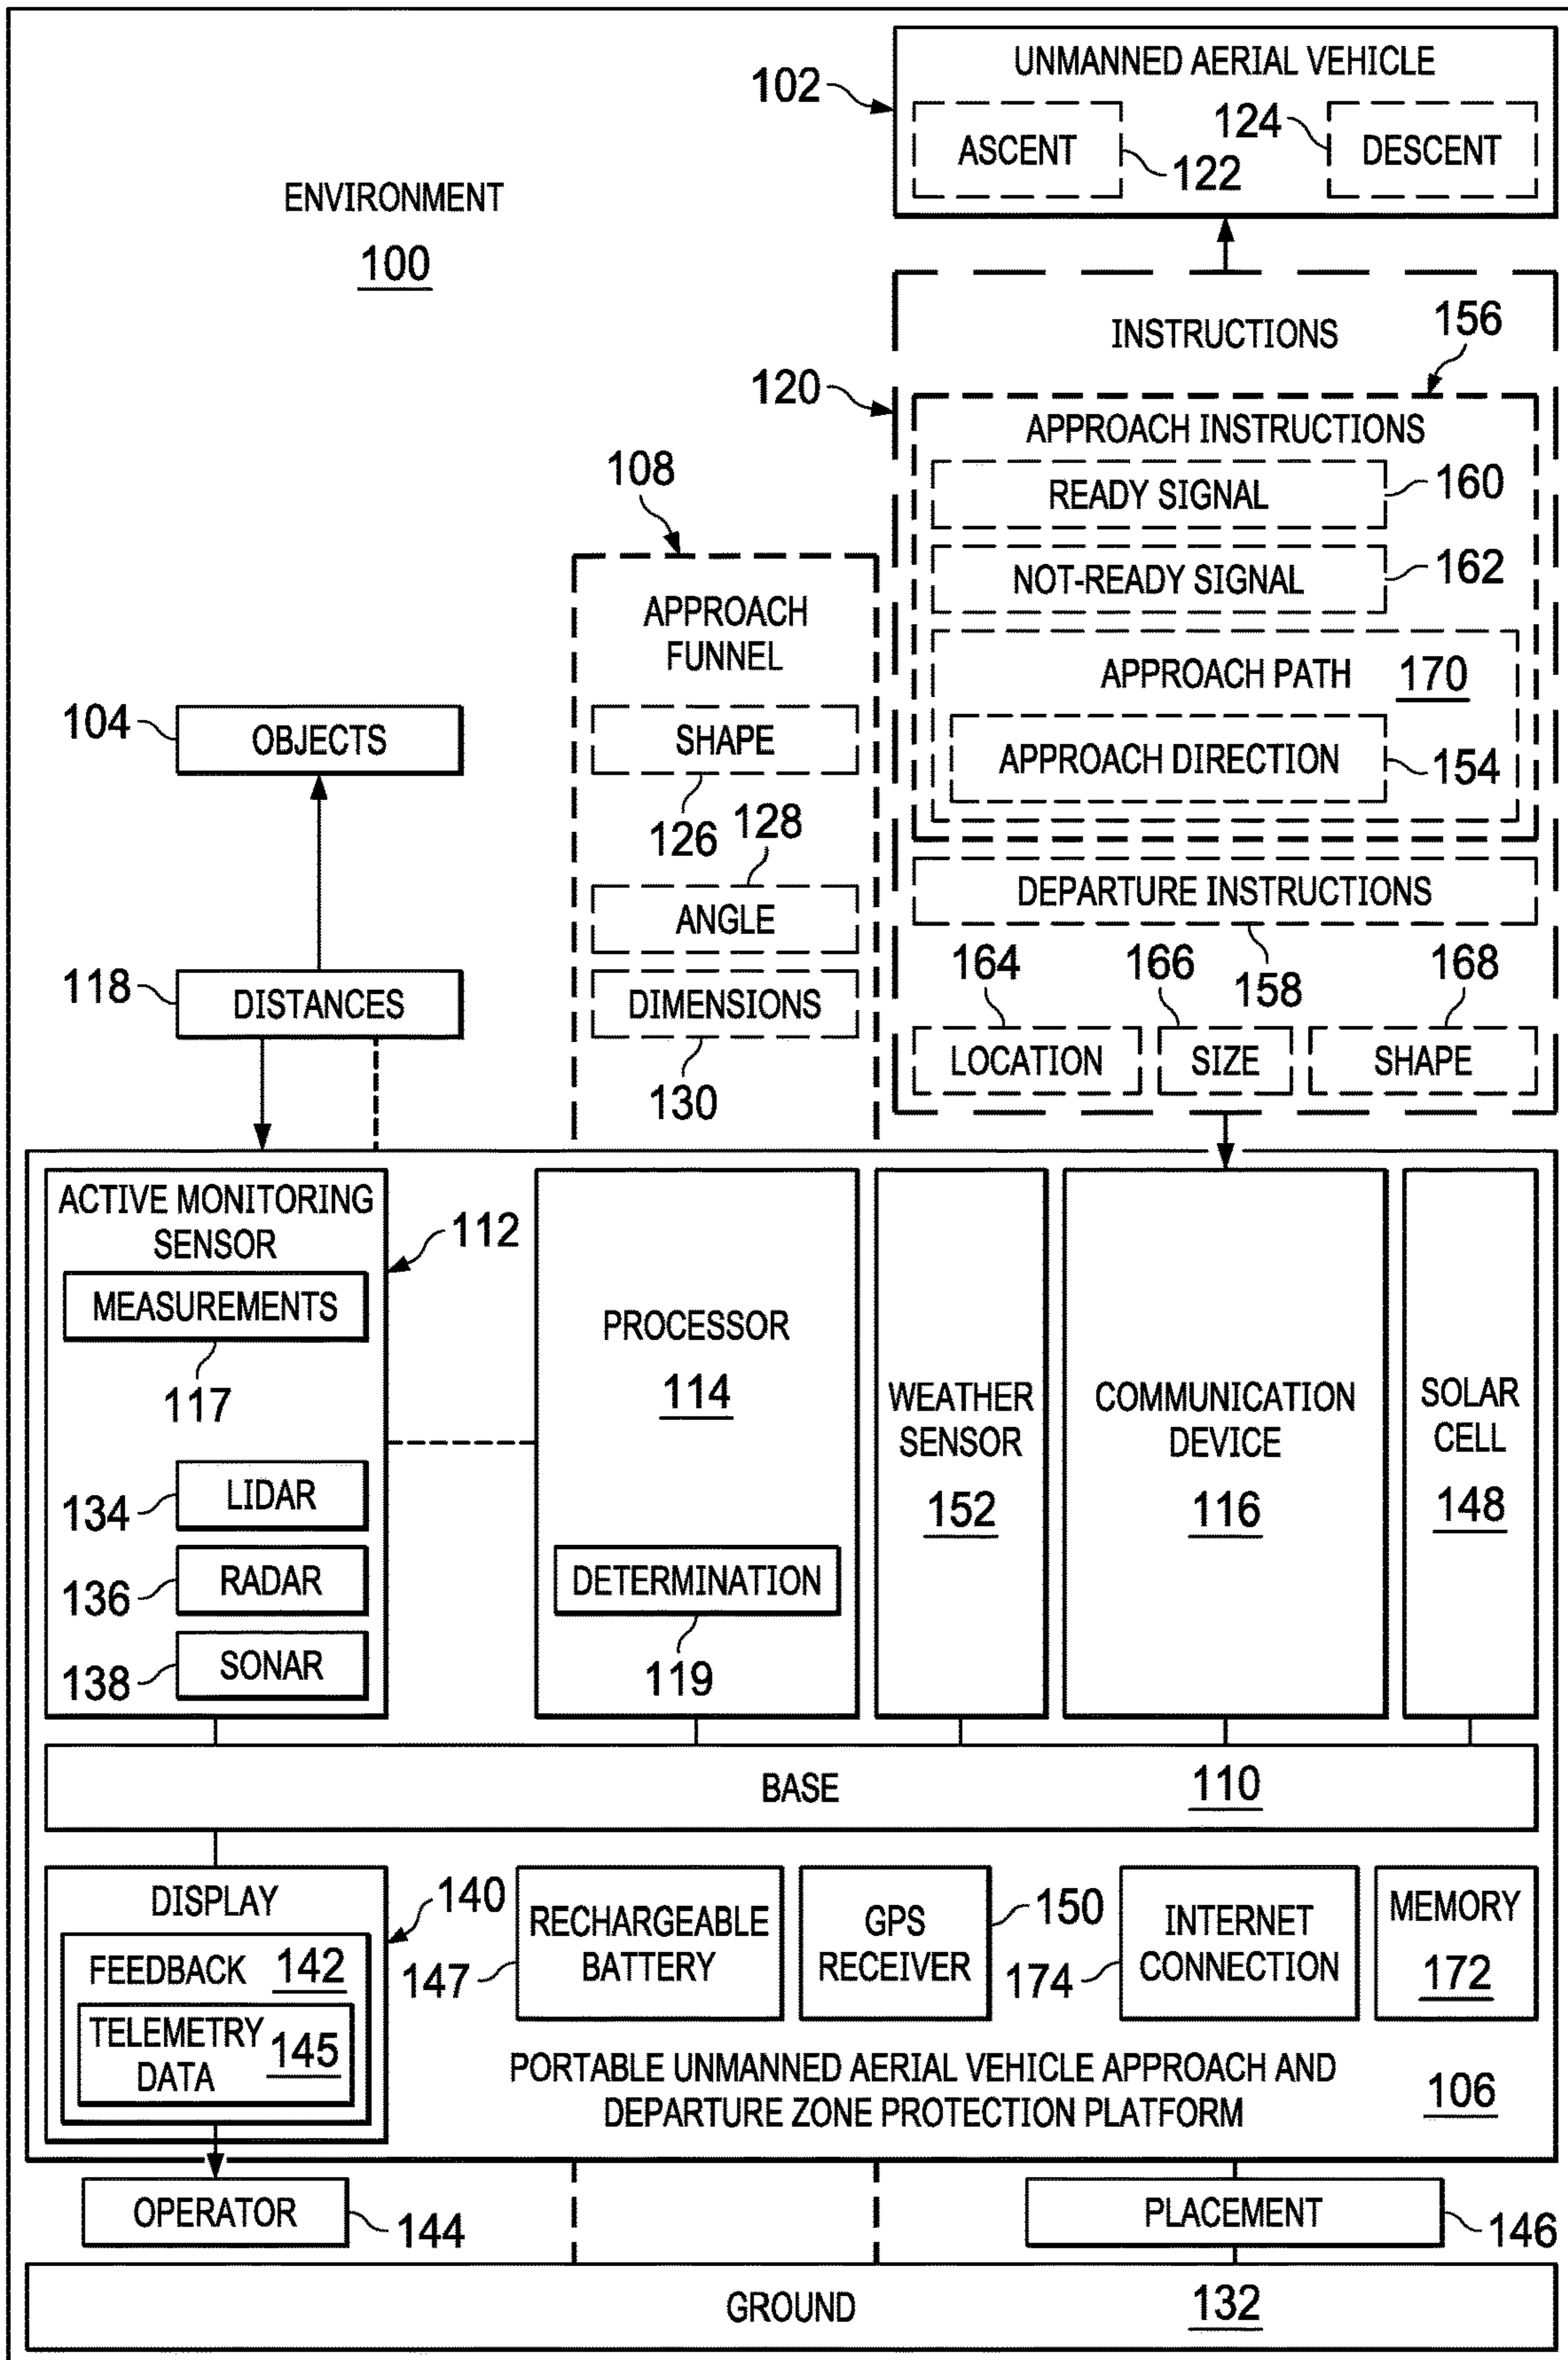 UNMANNED AERIAL VEHICLE
102
ASCENT
122
124
DESCENT
ENVIRONMENT
100
INSTRUCTIONS
156
120
APPROACH INSTRUCTIONS
READY SIGNAL
160
NOT-READY SIGNAL
162
APPROACH PATH
170
APPROACH DIRECTION
154
DEPARTURE INSTRUCTIONS
158
164
166
168
LOCATION
SIZE
SHAPE
108
APPROACH
FUNNEL
SHAPE
126
128
ANGLE
DIMENSIONS
130
104
OBJECTS
118
DISTANCES
ACTIVE MONITORING
SENSOR
112
MEASUREMENTS
117
134
LIDAR
136
RADAR
138
SONAR
PROCESSOR
114
DETERMINATION
119
WEATHER
SENSOR
152
COMMUNICATION
DEVICE
116
SOLAR
CELL
148
BASE
110
DISPLAY
140
FEEDBACK 142
TELEMETRY
DATA
145
RECHARGEABLE
BATTERY
147
GPS
RECEIVER
150
INTERNET
CONNECTION
174
MEMORY
172
PORTABLE UNMANNED AERIAL VEHICLE APPROACH AND
DEPARTURE ZONE PROTECTION PLATFORM
106
OPERATOR
144
PLACEMENT
146
GROUND
132